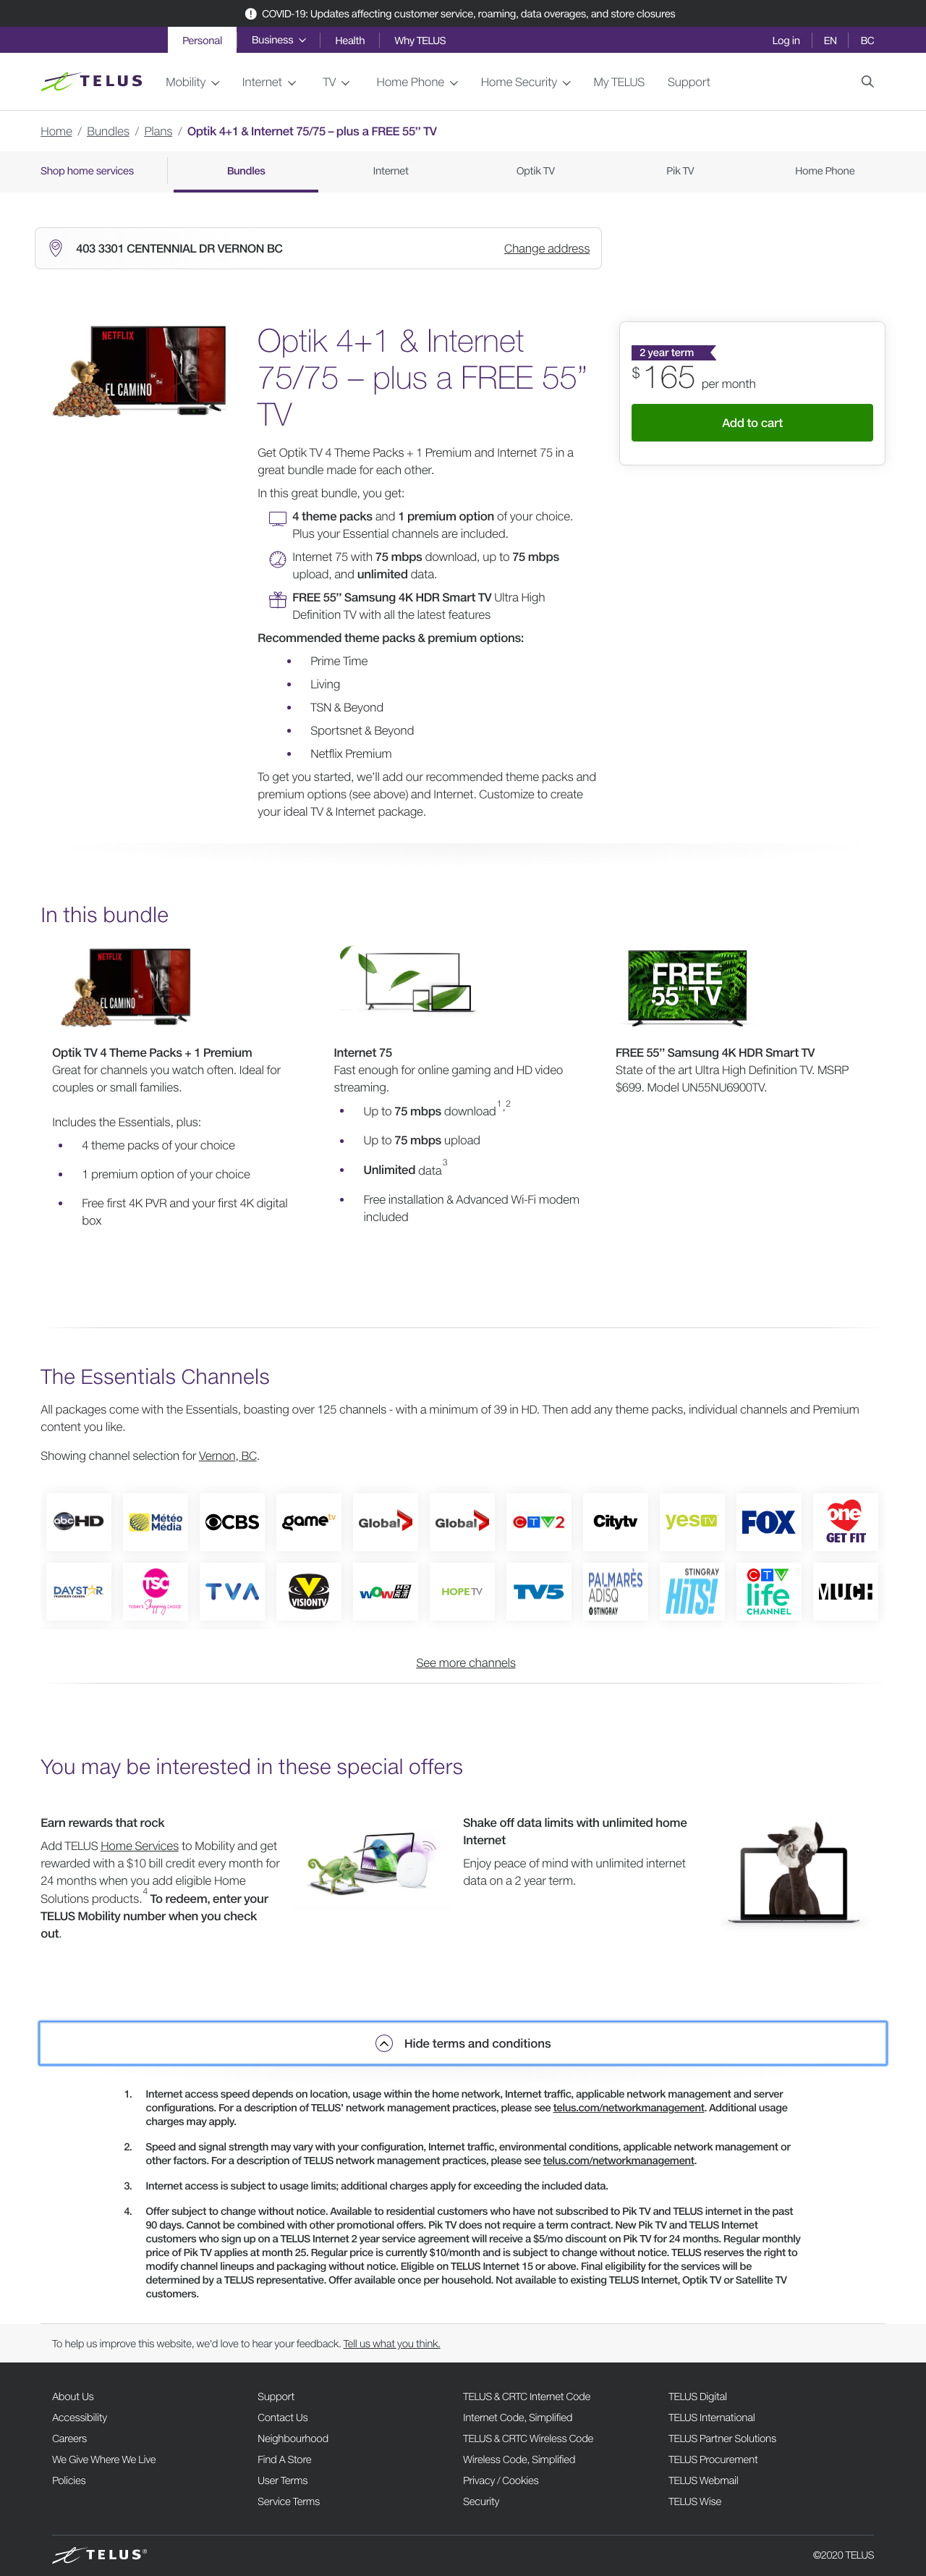 COVID-19: Updates affecting customer service, roaming, data overages, and store closures
Personal Business Health Why TELUS Log in EN BC
TELUS Mobility Internet TV Home Phone Home Security My TELUS Support
Home / Bundles / Plans / Optik 4+1 & Internet 75/75 – plus a FREE 55” TV
Shop home services Bundles Internet Optik TV Pik TV Home Phone
403 3301 CENTENNIAL DR VERNON BC Change address
NETFLIX
EL CAMINO
Optik 4+1 & Internet
75/75 – plus a FREE 55”
TV
2 year term
$165 per month
Add to cart
Get Optik TV 4 Theme Packs + 1 Premium and Internet 75 in a
great bundle made for each other.
In this great bundle, you get:
4 theme packs and 1 premium option of your choice.
Plus your Essential channels are included.
Internet 75 with 75 mbps download, up to 75 mbps
upload, and unlimited data.
FREE 55” Samsung 4K HDR Smart TV Ultra High
Definition TV with all the latest features
Recommended theme packs & premium options:
• Prime Time
• Living
• TSN & Beyond
• Sportsnet & Beyond
• Netflix Premium
To get you started, we’ll add our recommended theme packs and
premium options (see above) and Internet. Customize to create
your ideal TV & Internet package.
In this bundle
NETFLIX
EL CAMINO
FREE
55" TV
Optik TV 4 Theme Packs + 1 Premium
Great for channels you watch often. Ideal for
couples or small families.
Includes the Essentials, plus:
• 4 theme packs of your choice
• 1 premium option of your choice
• Free first 4K PVR and your first 4K digital
box
Internet 75
Fast enough for online gaming and HD video
streaming.
• Up to 75 mbps download1,2
• Up to 75 mbps upload
• Unlimited data3
• Free installation & Advanced Wi-Fi modem
included
FREE 55” Samsung 4K HDR Smart TV
State of the art Ultra High Definition TV. MSRP
$699. Model UN55NU6900TV.
The Essentials Channels
All packages come with the Essentials, boasting over 125 channels - with a minimum of 39 in HD. Then add any theme packs, individual channels and Premium
content you like.
Showing channel selection for Vernon, BC.
abc HD Météo Média CBS game tv Global Global CTV2 Citytv yes TV FOX one GET FIT
DAYSTAR TSC TODAY'S Shopping CHOICE TVA VISIONTV WOWtv HD HOPE TV TV5 PALMARÈS ADISQ STINGRAY STINGRAY HITS! CTV life CHANNEL MUCH
See more channels
You may be interested in these special offers
Earn rewards that rock
Add TELUS Home Services to Mobility and get
rewarded with a $10 bill credit every month for
24 months when you add eligible Home
Solutions products.4 To redeem, enter your
TELUS Mobility number when you check
out.
Shake off data limits with unlimited home
Internet
Enjoy peace of mind with unlimited internet
data on a 2 year term.
Hide terms and conditions
1. Internet access speed depends on location, usage within the home network, Internet traffic, applicable network management and server
configurations. For a description of TELUS’ network management practices, please see telus.com/networkmanagement. Additional usage
charges may apply.
2. Speed and signal strength may vary with your configuration, Internet traffic, environmental conditions, applicable network management or
other factors. For a description of TELUS network management practices, please see telus.com/networkmanagement.
3. Internet access is subject to usage limits; additional charges apply for exceeding the included data.
4. Offer subject to change without notice. Available to residential customers who have not subscribed to Pik TV and TELUS internet in the past
90 days. Cannot be combined with other promotional offers. Pik TV does not require a term contract. New Pik TV and TELUS Internet
customers who sign up on a TELUS Internet 2 year service agreement will receive a $5/mo discount on Pik TV for 24 months. Regular monthly
price of Pik TV applies at month 25. Regular price is currently $10/month and is subject to change without notice. TELUS reserves the right to
modify channel lineups and packaging without notice. Eligible on TELUS Internet 15 or above. Final eligibility for the services will be
determined by a TELUS representative. Offer available once per household. Not available to existing TELUS Internet, Optik TV or Satellite TV
customers.
To help us improve this website, we'd love to hear your feedback. Tell us what you think.
About Us
Accessibility
Careers
We Give Where We Live
Policies
Support
Contact Us
Neighbourhood
Find A Store
User Terms
Service Terms
TELUS & CRTC Internet Code
Internet Code, Simplified
TELUS & CRTC Wireless Code
Wireless Code, Simplified
Privacy / Cookies
Security
TELUS Digital
TELUS International
TELUS Partner Solutions
TELUS Procurement
TELUS Webmail
TELUS Wise
TELUS® ©2020 TELUS